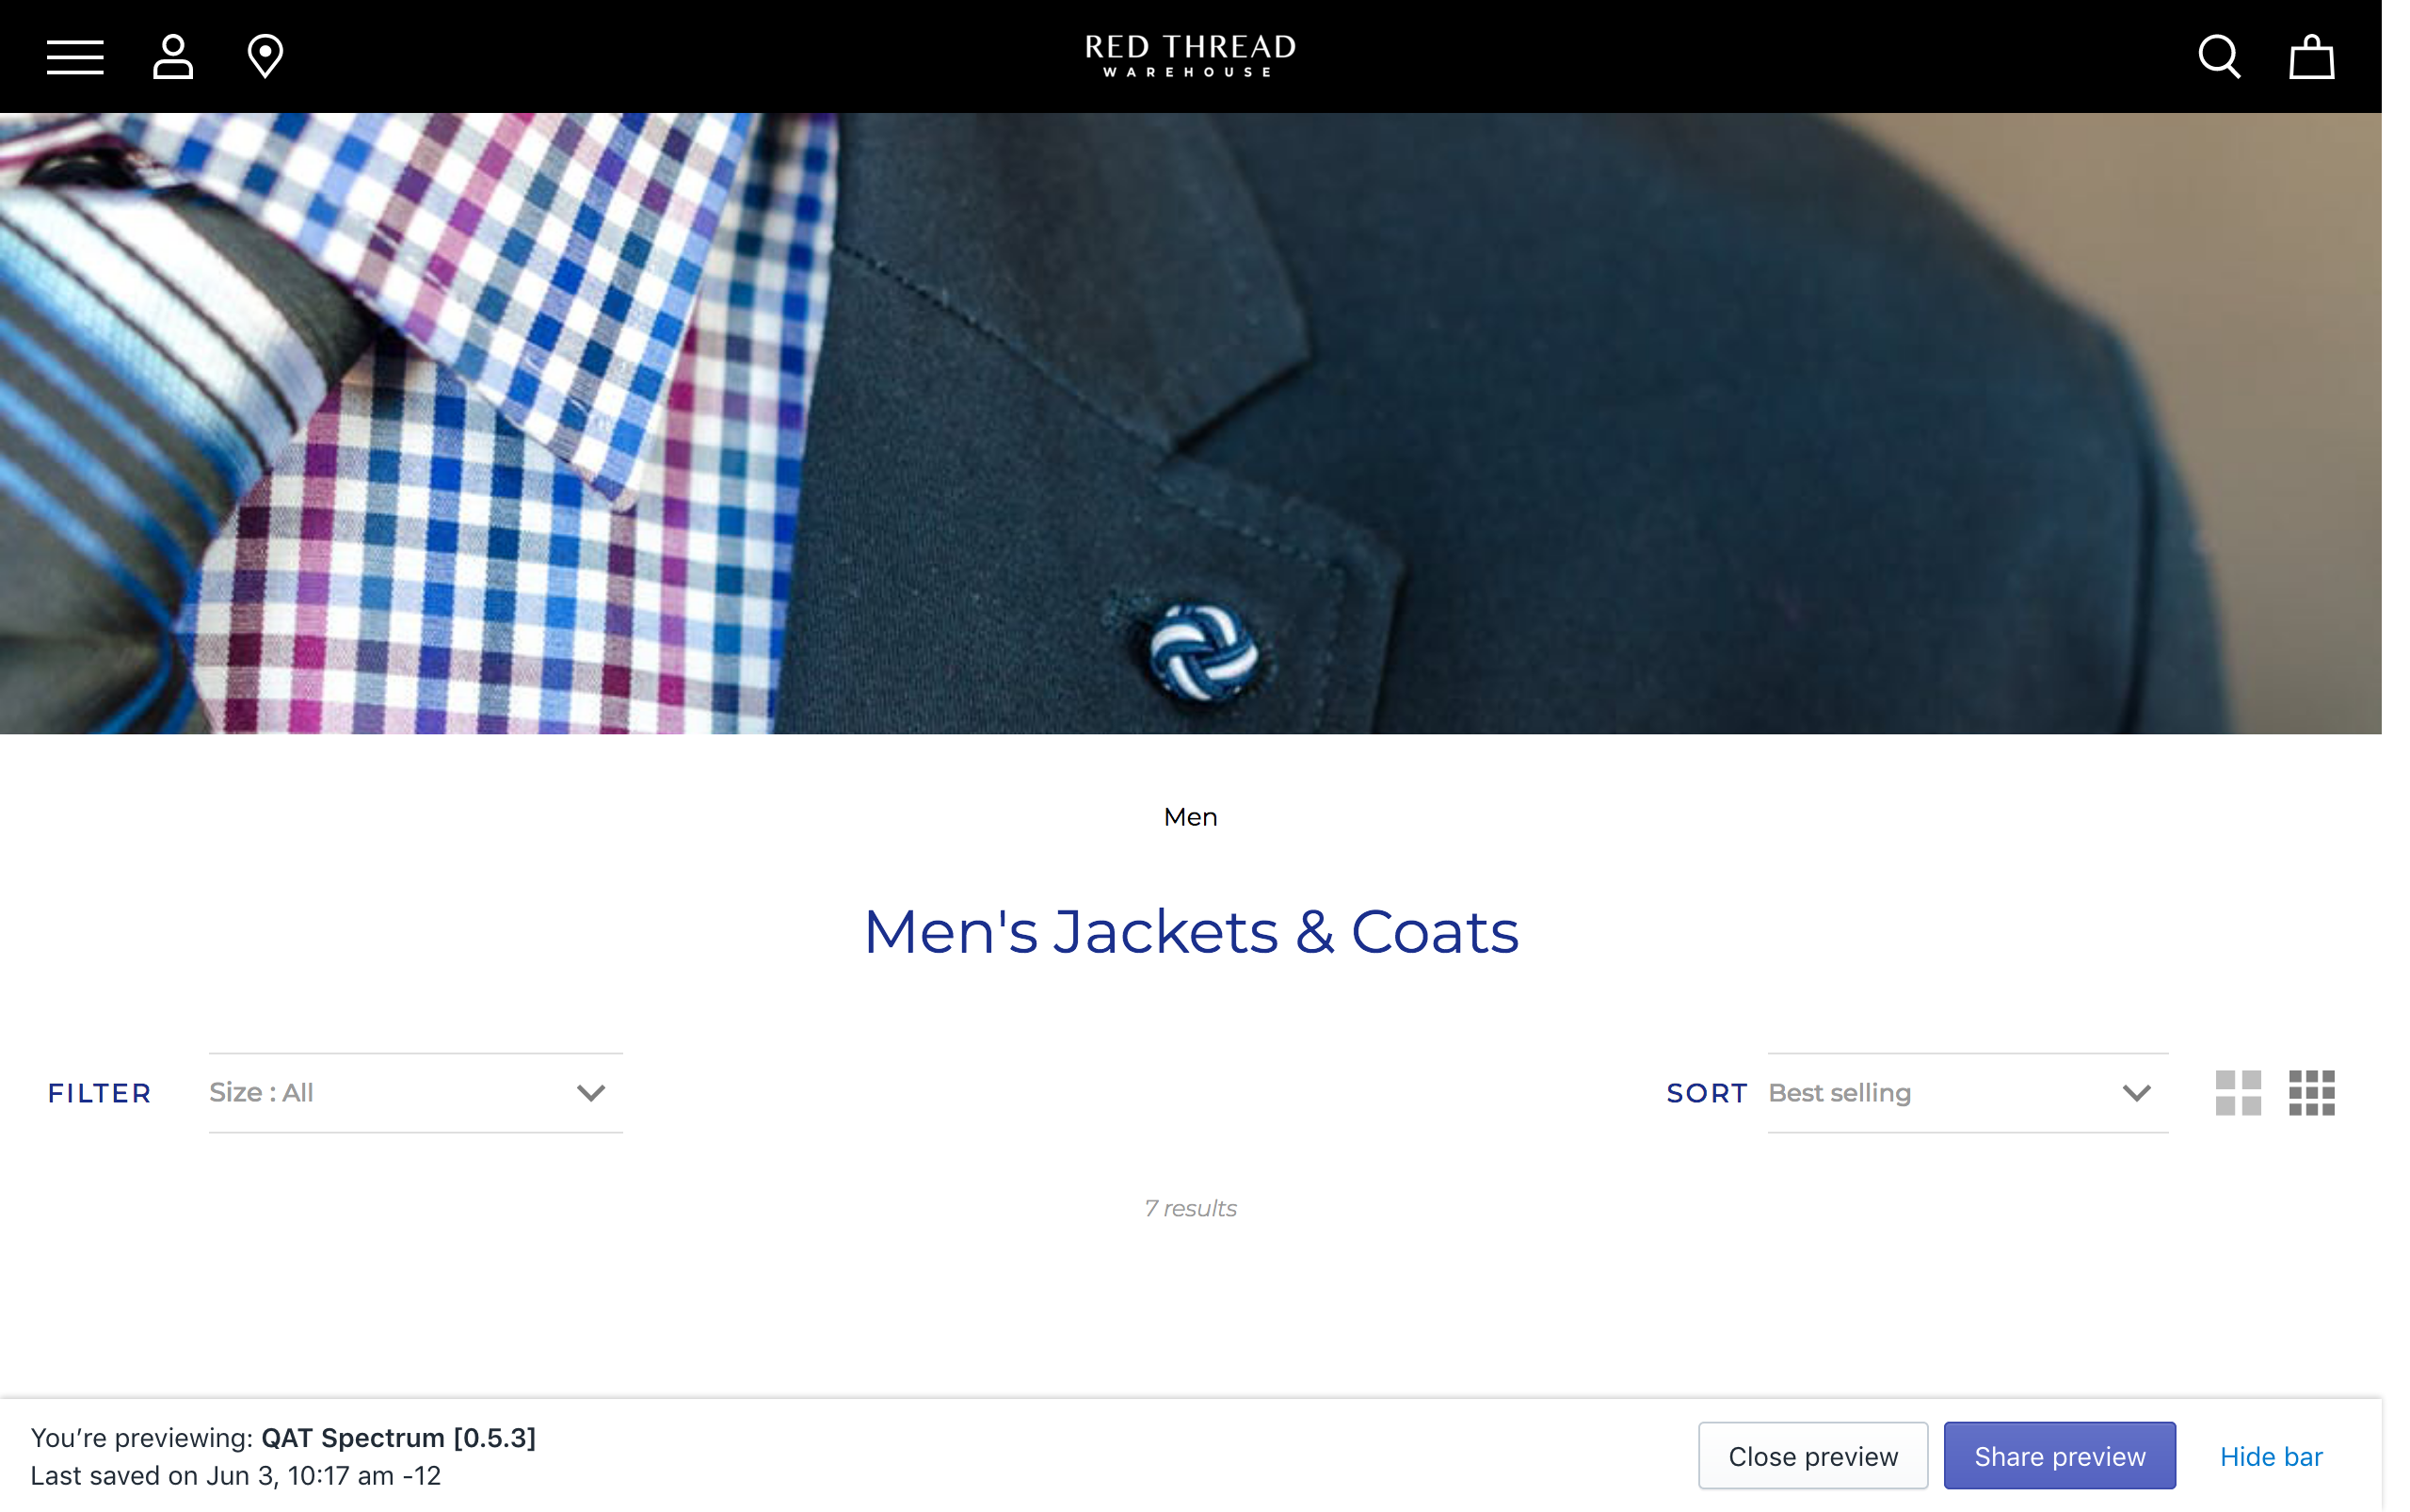 RED THREAD
WAREHOUSE
Men
Men's Jackets & Coats
FILTER Size : All SORT Best selling
7 results
You’re previewing: QAT Spectrum [0.5.3]
Last saved on Jun 3, 10:17 am -12
Close preview Share preview Hide bar